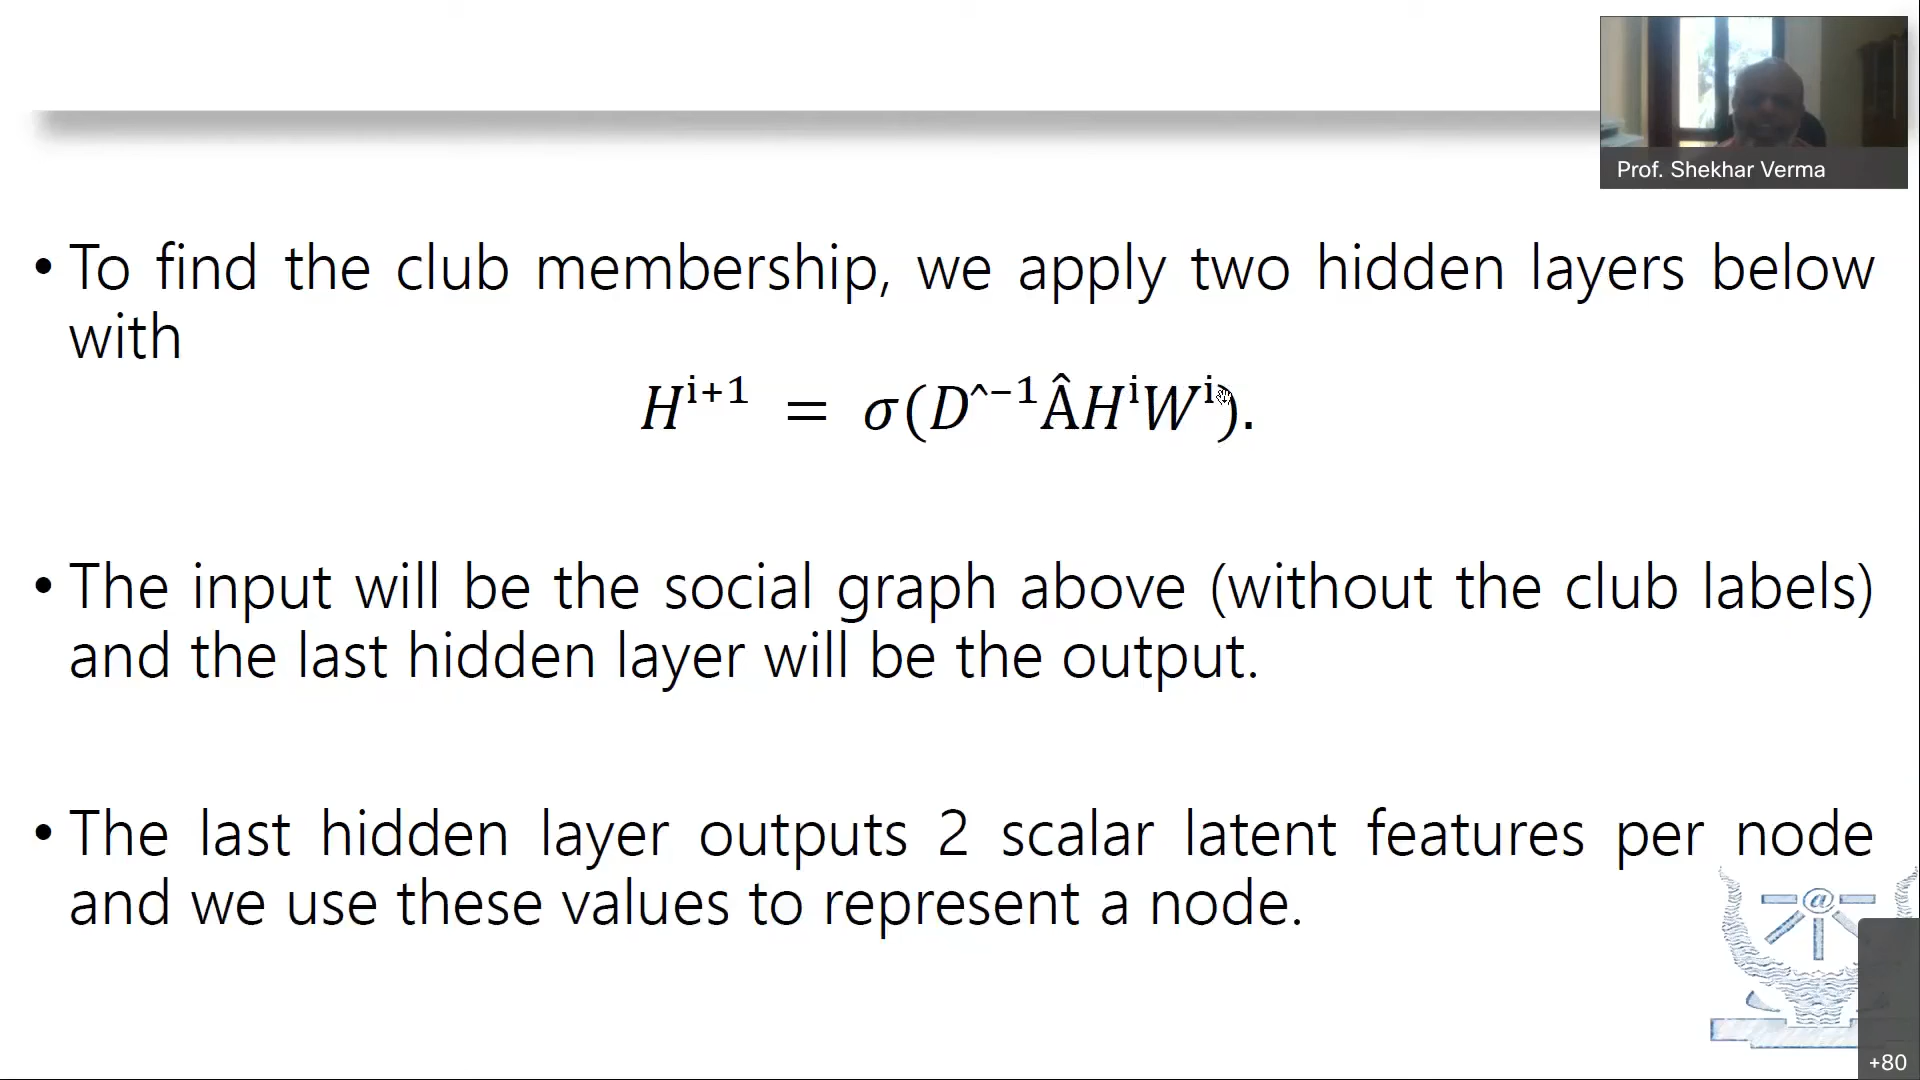 Prof. Shekhar Verma
• To find the club membership, we apply two hidden layers below
with
H^{i+1} = σ(D^{^−1}ÂH^{i}W^{i}).
• The input will be the social graph above (without the club labels)
and the last hidden layer will be the output.
• The last hidden layer outputs 2 scalar latent features per node
and we use these values to represent a node.
@
+80